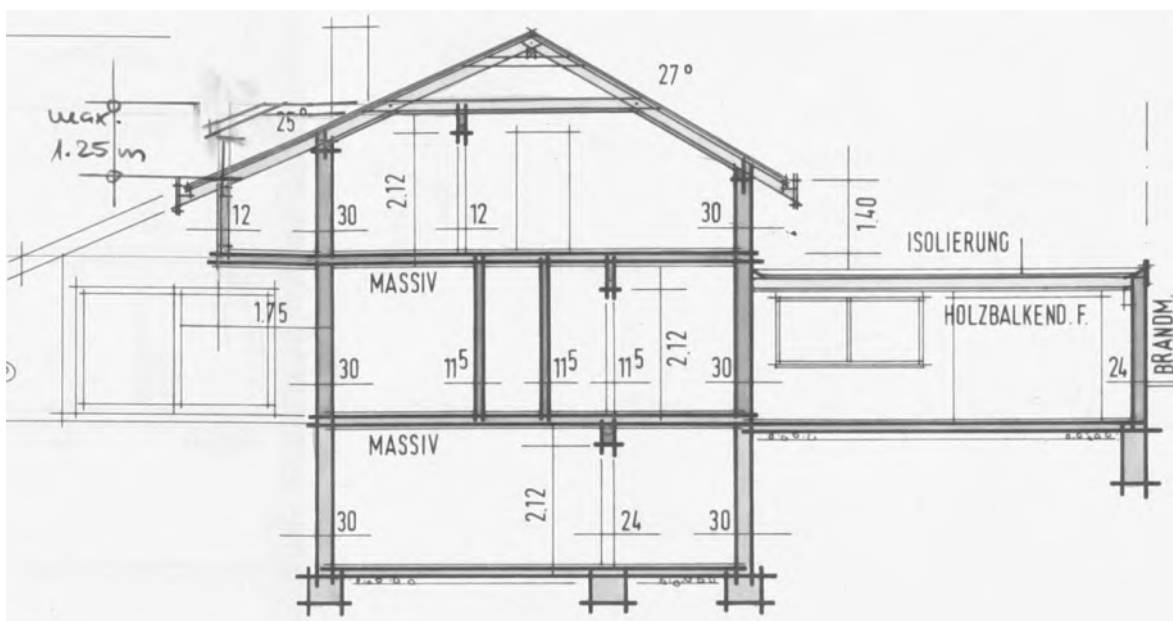 27°
25°
max.
1.25 m
2.12
12
30
12
30
1.40
ISOLIERUNG
MASSIV
1.75
HOLZBALKEND. F.
BRANDM
30
11⁵
11⁵
11⁵
2.12
30
24
MASSIV
30
2.12
24
30